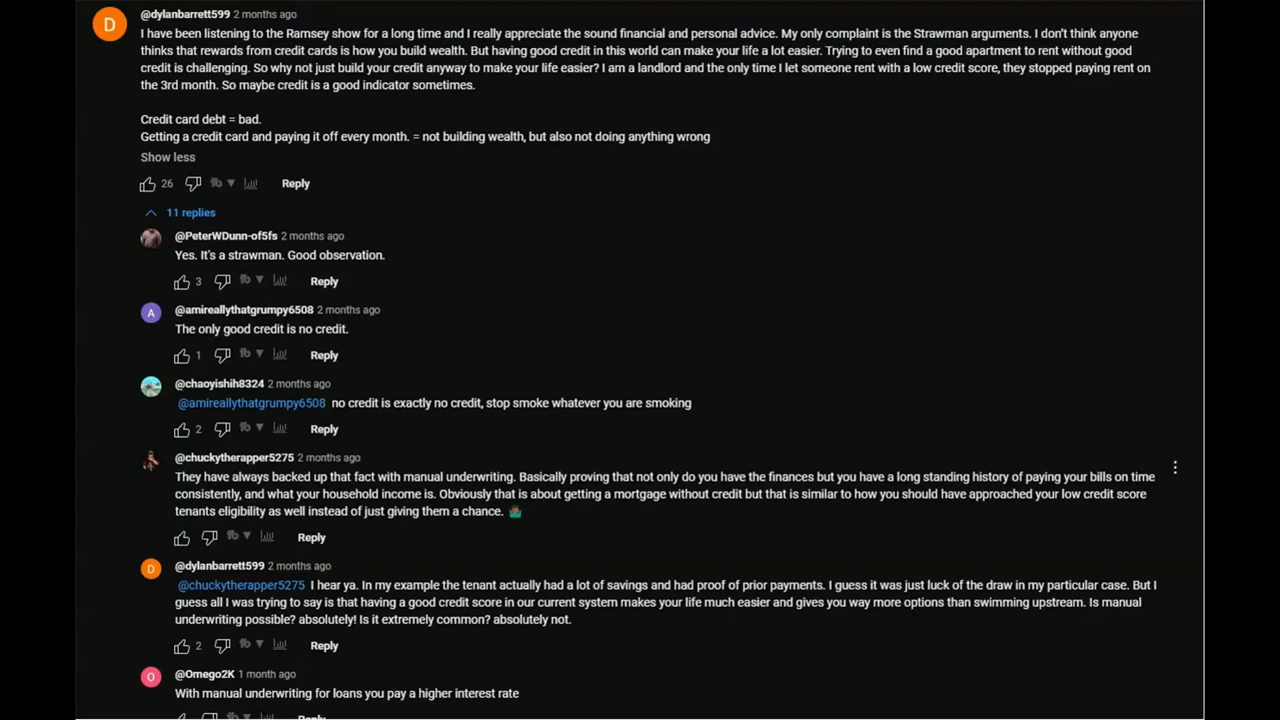 D
@dylanbarrett599 2 months ago
I have been listening to the Ramsey show for a long time and I really appreciate the sound financial and personal advice. My only complaint is the Strawman arguments. I don't think anyone
thinks that rewards from credit cards is how you build wealth. But having good credit in this world can make your life a lot easier. Trying to even find a good apartment to rent without good
credit is challenging. So why not just build your credit anyway to make your life easier? I am a landlord and the only time I let someone rent with a low credit score, they stopped paying rent on
the 3rd month. So maybe credit is a good indicator sometimes.
Credit card debt = bad.
Getting a credit card and paying it off every month. = not building wealth, but also not doing anything wrong
Show less
26 Reply
11 replies
@PeterWDunn-of5fs 2 months ago
Yes. It's a strawman. Good observation.
3 Reply
A
@amireallythatgrumpy6508 2 months ago
The only good credit is no credit.
1 Reply
@chaoyishih8324 2 months ago
@amireallythatgrumpy6508 no credit is exactly no credit, stop smoke whatever you are smoking
2 Reply
@chuckytherapper5275 2 months ago
They have always backed up that fact with manual underwriting. Basically proving that not only do you have the finances but you have a long standing history of paying your bills on time
consistently, and what your household income is. Obviously that is about getting a mortgage without credit but that is similar to how you should have approached your low credit score
tenants eligibility as well instead of just giving them a chance. 🤷🏾‍♂️
Reply
D
@dylanbarrett599 2 months ago
@chuckytherapper5275 I hear ya. In my example the tenant actually had a lot of savings and had proof of prior payments. I guess it was just luck of the draw in my particular case. But I
guess all I was trying to say is that having a good credit score in our current system makes your life much easier and gives you way more options than swimming upstream. Is manual
underwriting possible? absolutely! Is it extremely common? absolutely not.
2 Reply
O
@Omego2K 1 month ago
With manual underwriting for loans you pay a higher interest rate
Reply